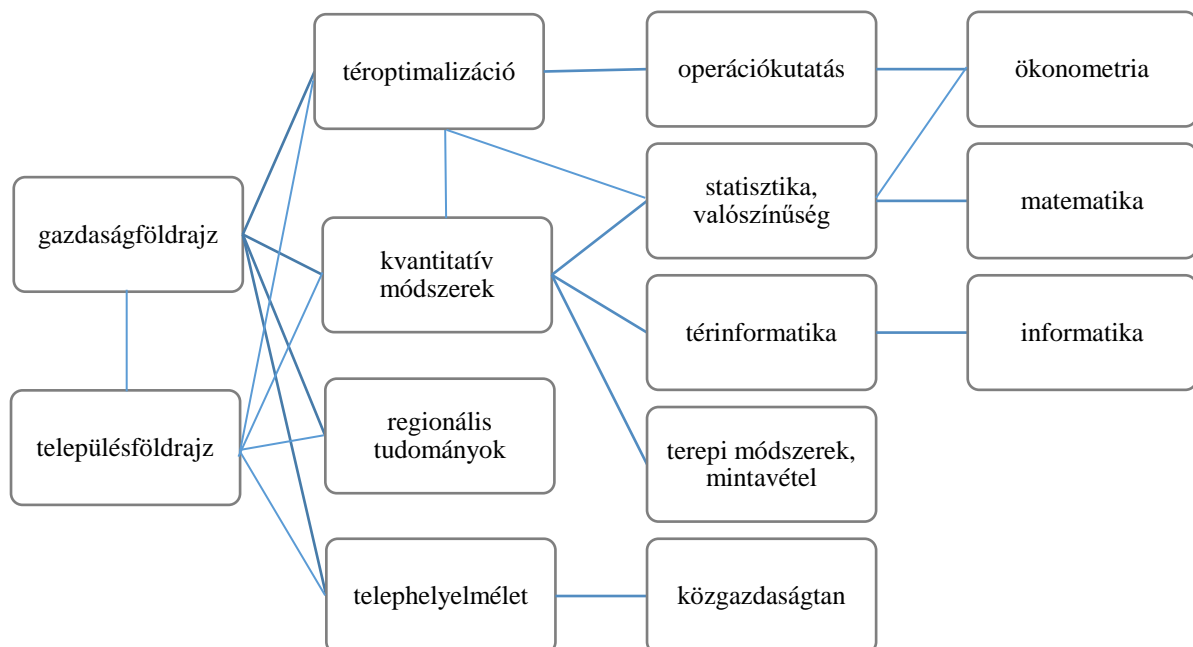 téroptimalizáció
operációkutatás
ökonometria
gazdaságföldrajz
kvantitatív
módszerek
statisztika,
valószínűség
matematika
térinformatika
informatika
településföldrajz
regionális
tudományok
terepi módszerek,
mintavétel
telephelyelmélet
közgazdaságtan